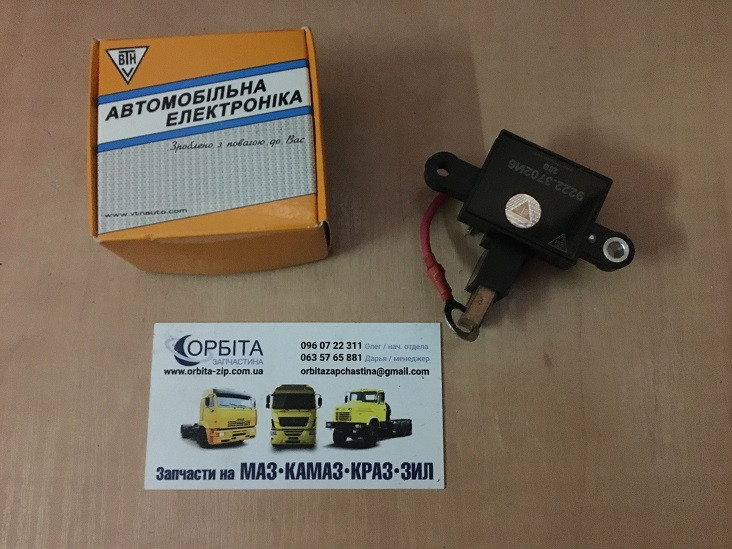 ВТН
АВТОМОБІЛЬНА
ЕЛЕКТРОНІКА
Зроблено з повагою до Вас
www.vtnauto.com
9222.3702И6
ОРБІТА
ЗАПЧАСТИНА
www.orbita-zip.com.ua
096 07 22 311 Олег / нач. отдела
063 57 65 881 Дарья / менеджер
orbitazapchastina@gmail.com
Запчасти на МАЗ•КАМАЗ•КРАЗ•ЗИЛ